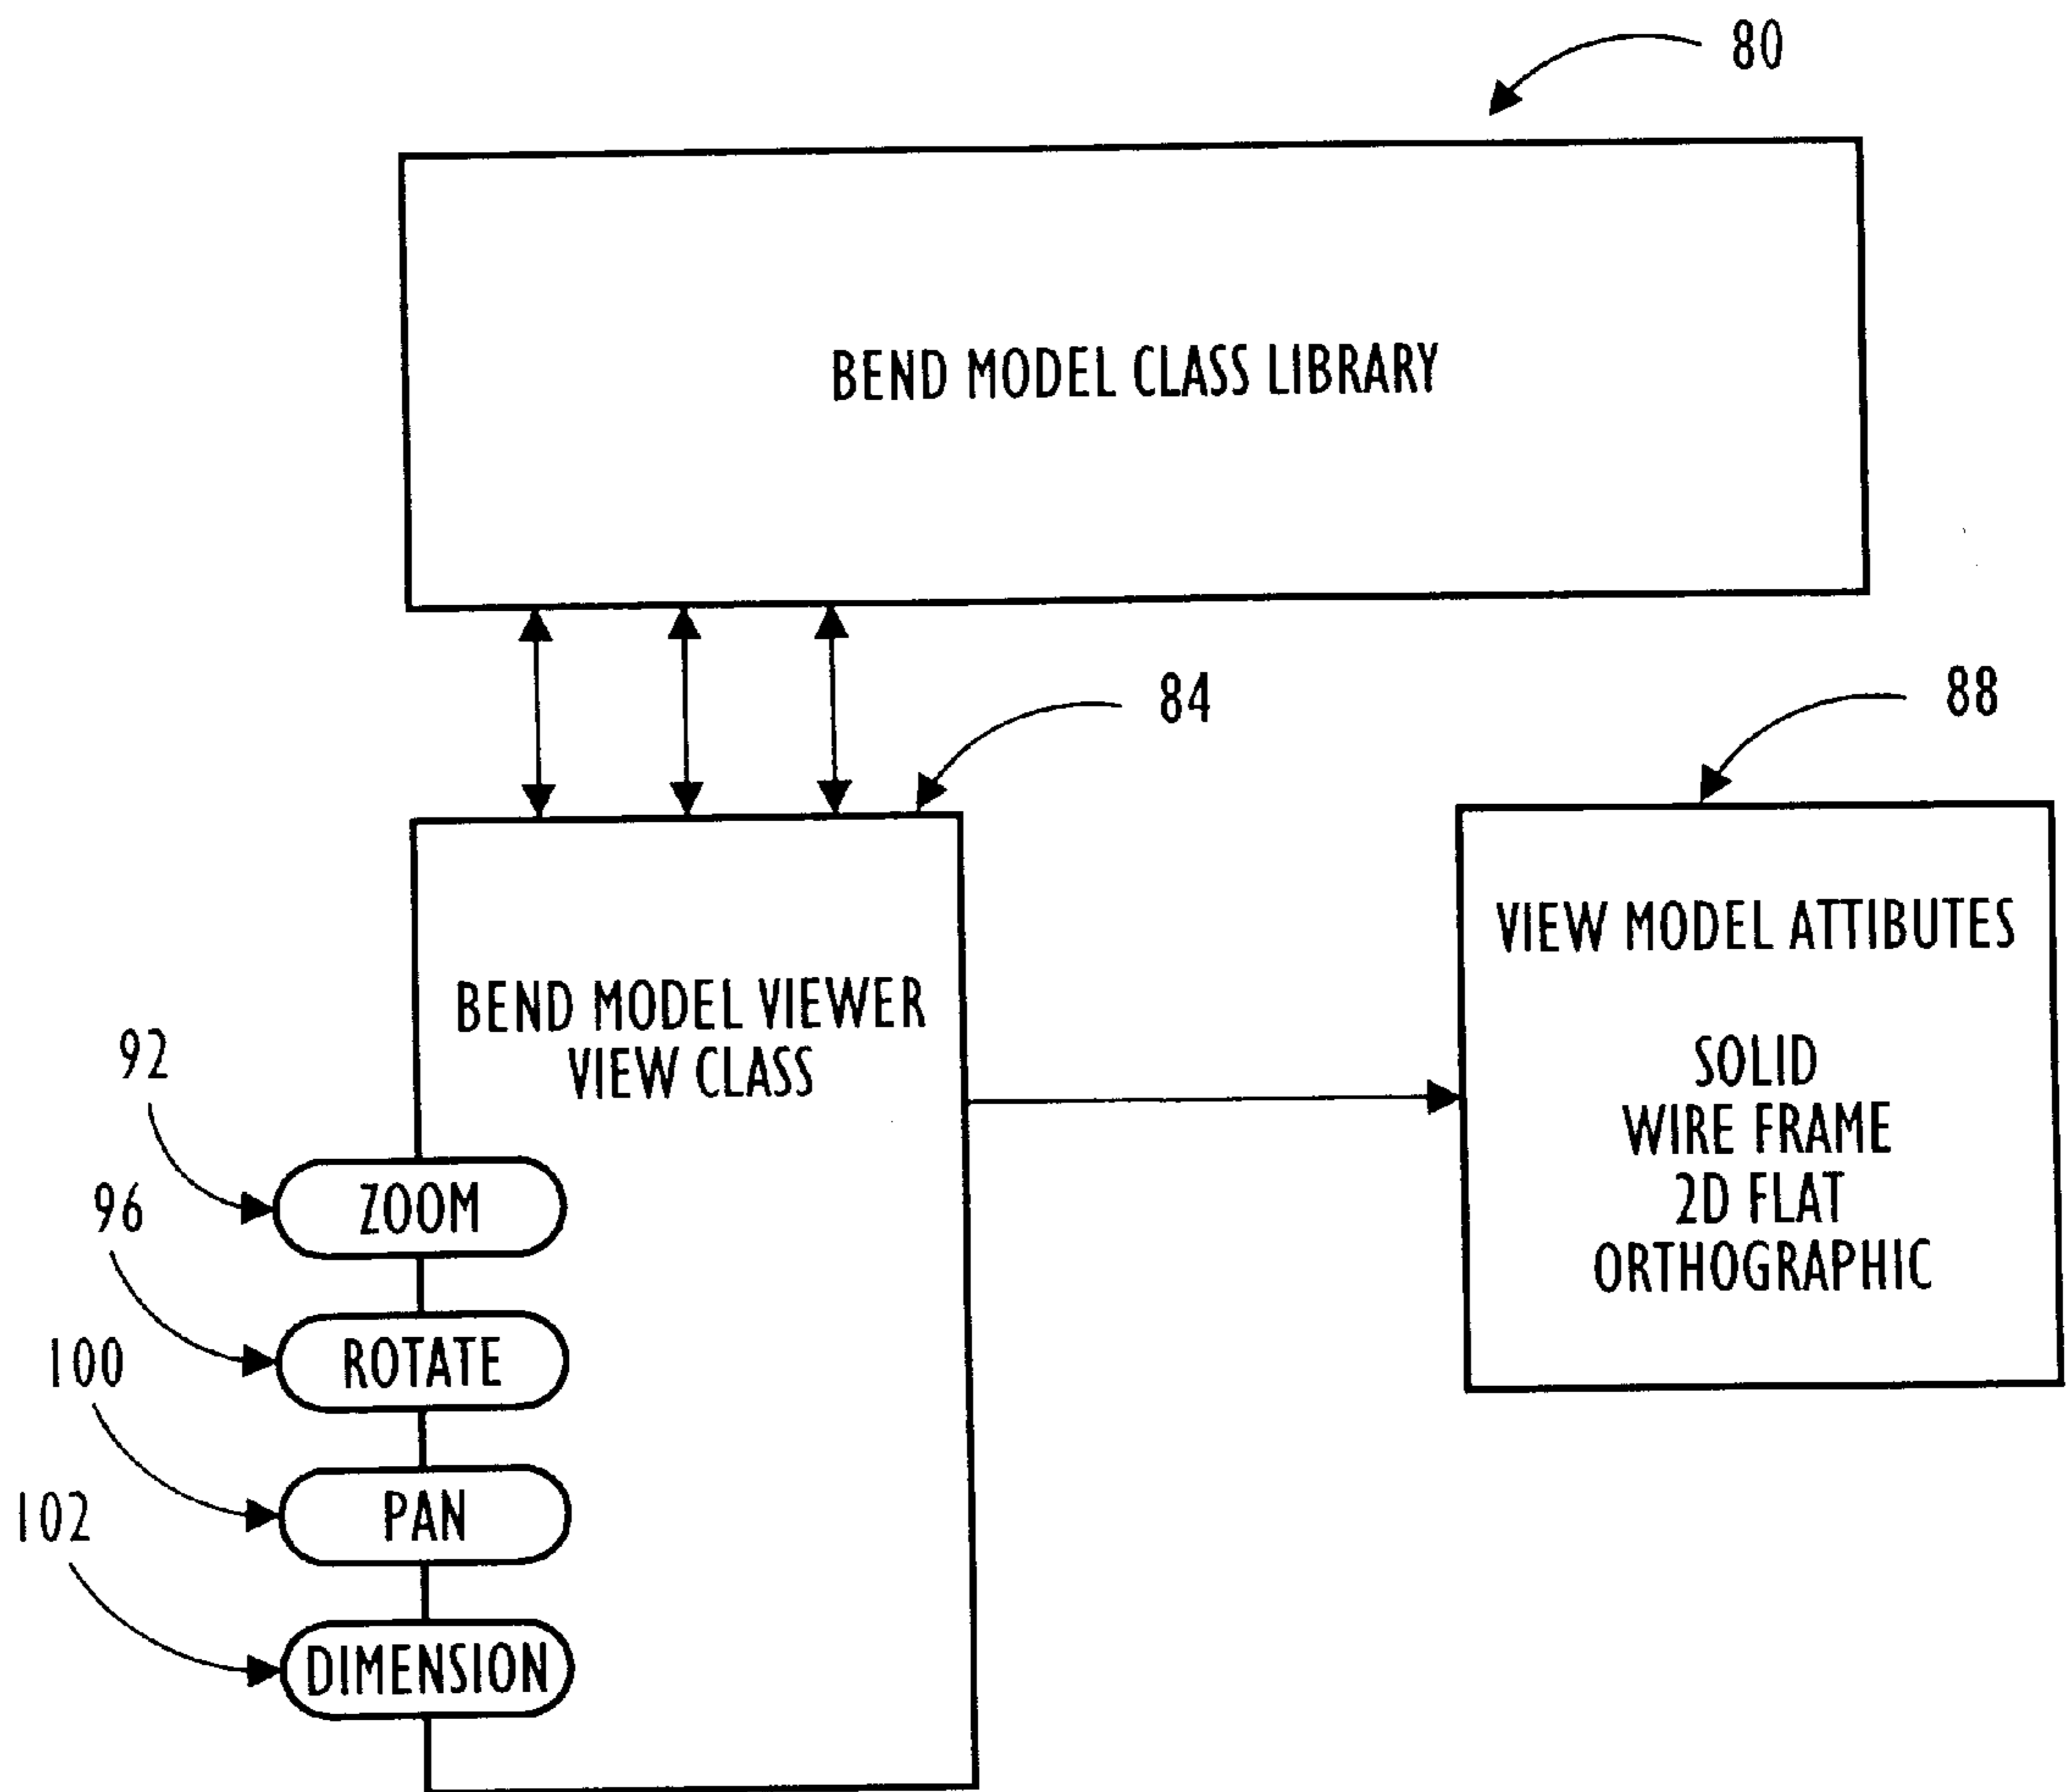 80
BEND MODEL CLASS LIBRARY
84
88
BEND MODEL VIEWER
VIEW CLASS
VIEW MODEL ATTIBUTES
SOLID
WIRE FRAME
2D FLAT
ORTHOGRAPHIC
92
ZOOM
96
ROTATE
100
PAN
102
DIMENSION